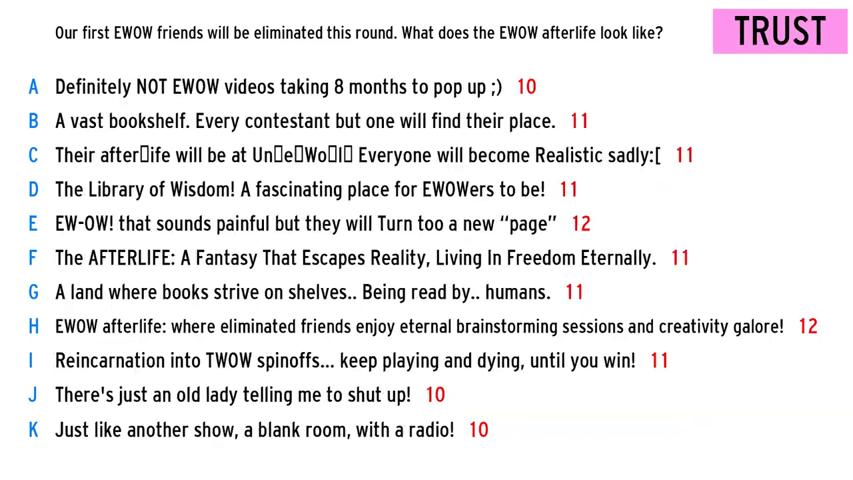 Our first EWOW friends will be eliminated this round. What does the EWOW afterlife look like?
TRUST
A Definitely NOT EWOW videos taking 8 months to pop up ;) 10
B A vast bookshelf. Every contestant but one will find their place. 11
C Their after▯ife will be at Un▯e▯Wo▯l▯ Everyone will become Realistic sadly:[ 11
D The Library of Wisdom! A fascinating place for EWOWers to be! 11
E EW-OW! that sounds painful but they will Turn too a new “page” 12
F The AFTERLIFE: A Fantasy That Escapes Reality, Living In Freedom Eternally. 11
G A land where books strive on shelves.. Being read by.. humans. 11
H EWOW afterlife: where eliminated friends enjoy eternal brainstorming sessions and creativity galore! 12
I Reincarnation into TWOW spinoffs... keep playing and dying, until you win! 11
J There's just an old lady telling me to shut up! 10
K Just like another show, a blank room, with a radio! 10